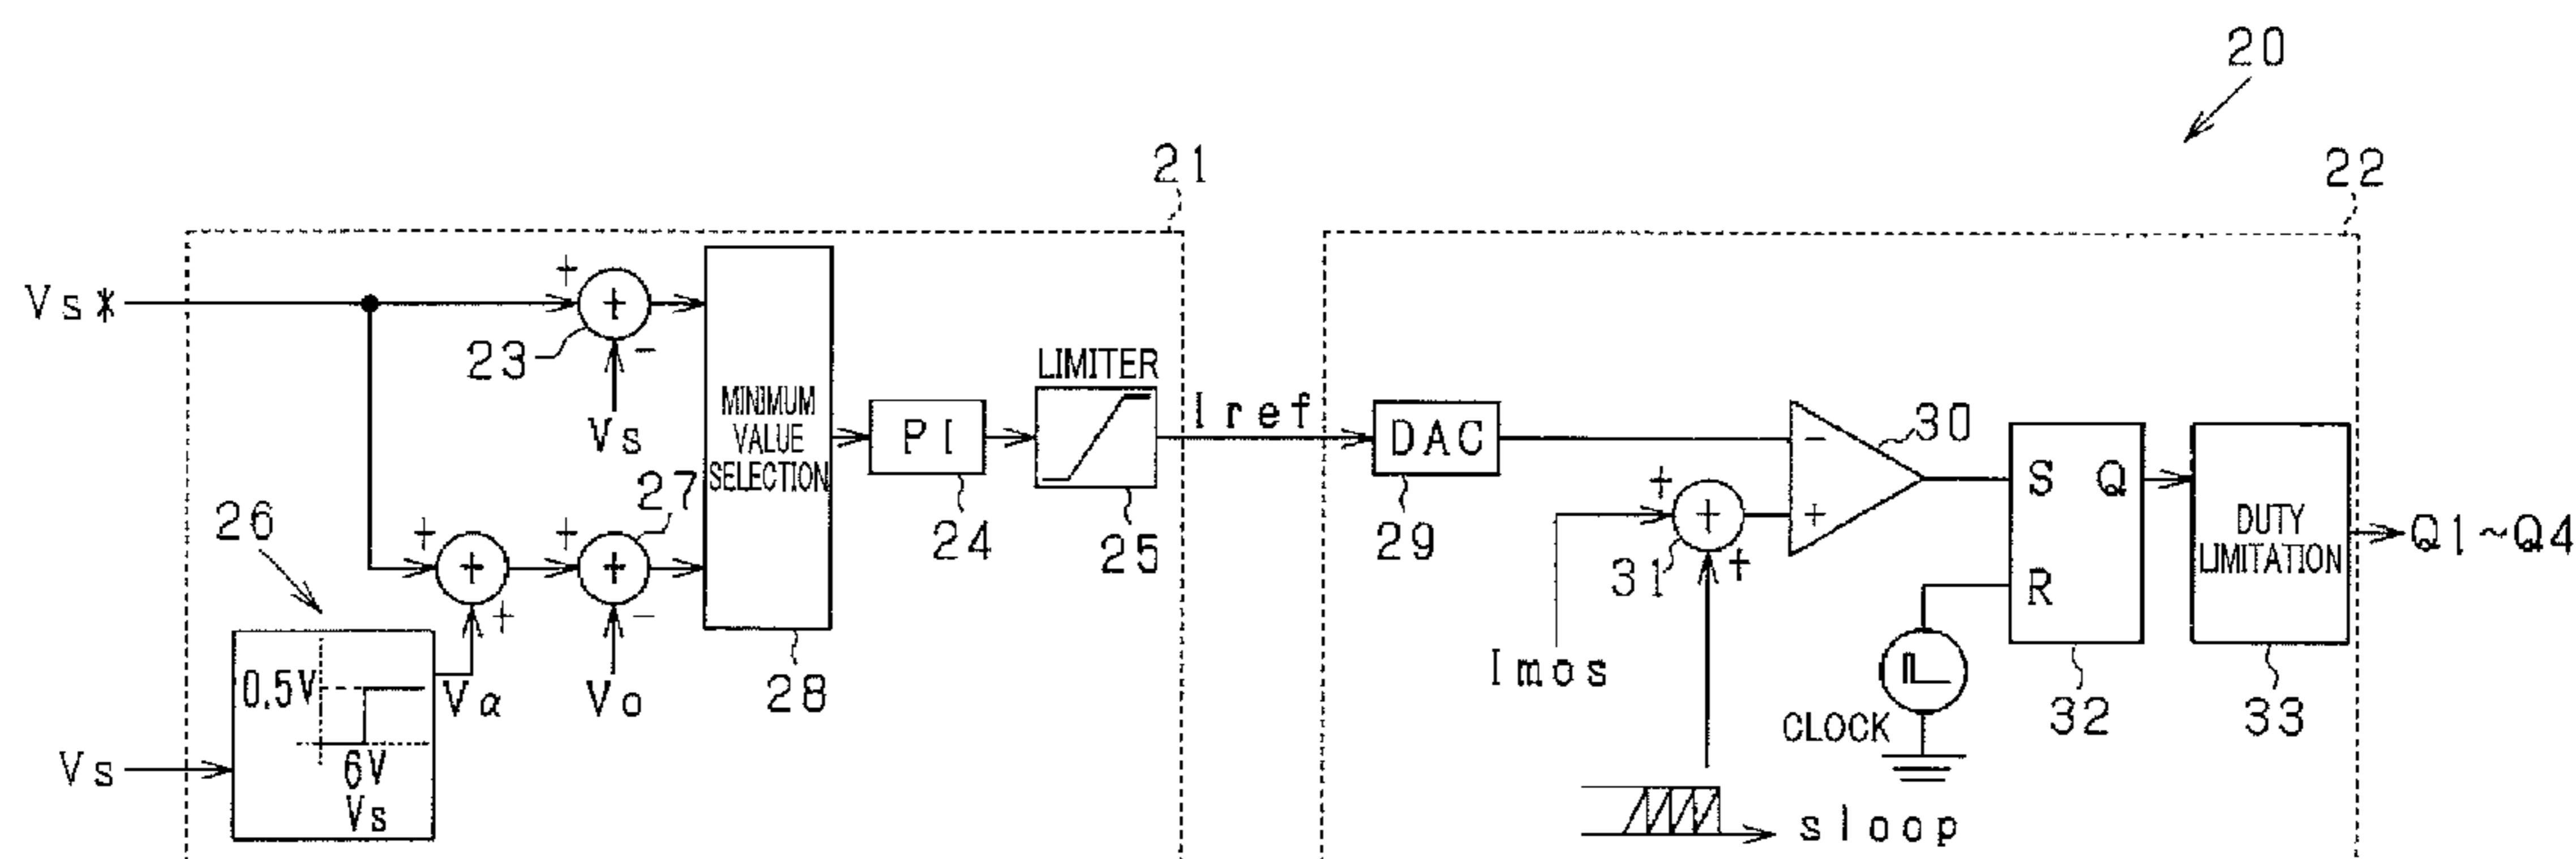 20
21
22
Vs*
+
+
23
-
Vs
MINIMUM
VALUE
SELECTION
28
PI
24
LIMITER
25
Iref
DAC
29
-
+
30
+
+
31
+
Imos
sloop
S Q
R
32
CLOCK
DUTY
LIMITATION
33
Q1~Q4
26
+
+
+
+
+
27
-
Vo
0.5V
6V
Vs
Vα
Vs